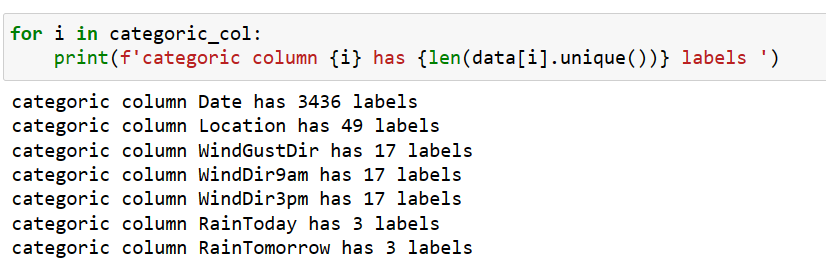 for i in categoric_col:
    print(f'categoric column {i} has {len(data[i].unique())} labels ')
categoric column Date has 3436 labels
categoric column Location has 49 labels
categoric column WindGustDir has 17 labels
categoric column WindDir9am has 17 labels
categoric column WindDir3pm has 17 labels
categoric column RainToday has 3 labels
categoric column RainTomorrow has 3 labels